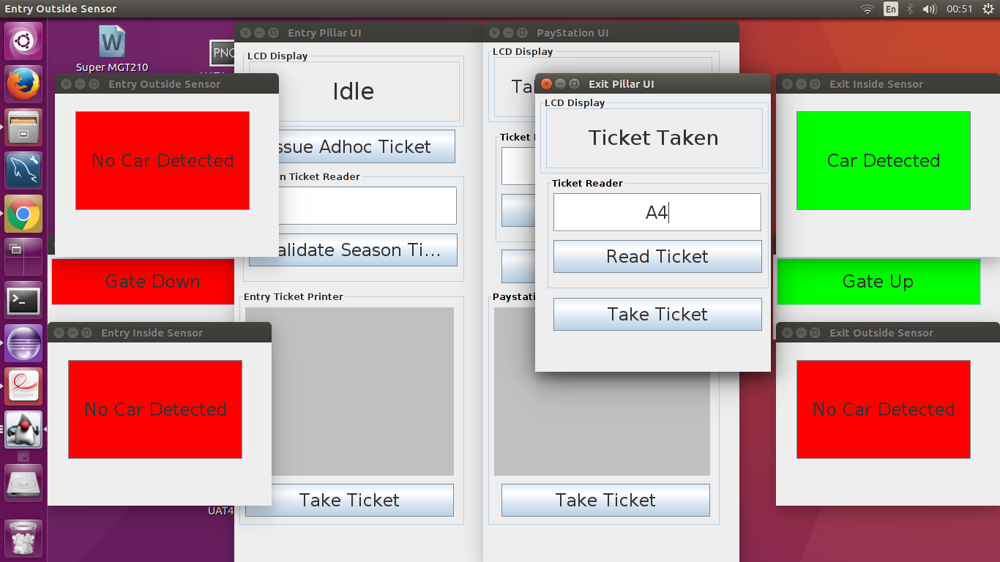 Entry Outside Sensor
En
00:51
Super MGT210
PNG
UAT4
Entry Outside Sensor
No Car Detected
Gate Down
Entry Inside Sensor
No Car Detected
Entry Pillar UI
LCD Display
Idle
ssue Adhoc Ticket
n Ticket Reader
alidate Season Ti...
Entry Ticket Printer
Take Ticket
PayStation UI
LCD Display
Ta
Ticket
Paystati
Take Ticket
Exit Pillar UI
LCD Display
Ticket Taken
Ticket Reader
A4
Read Ticket
Take Ticket
Exit Inside Sensor
Car Detected
Gate Up
Exit Outside Sensor
No Car Detected